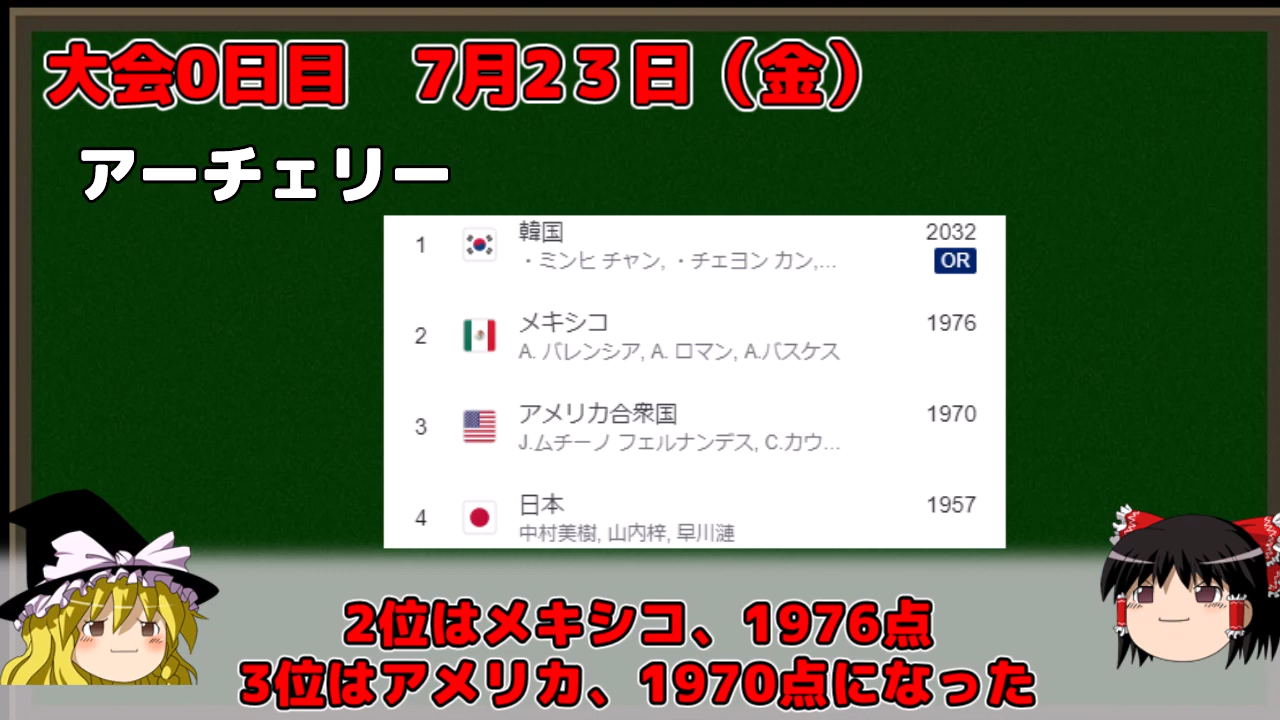 大会0日目　7月23日（金）
アーチェリー
1 韓国 2032
・ミンヒ チャン, ・チェヨン カン,... OR
2 メキシコ 1976
A. バレンシア, A. ロマン, A.バスケス
3 アメリカ合衆国 1970
J.ムチーノ フェルナンデス, C.カウ...
4 日本 1957
中村美樹, 山内梓, 早川漣
2位はメキシコ、1976点
3位はアメリカ、1970点になった